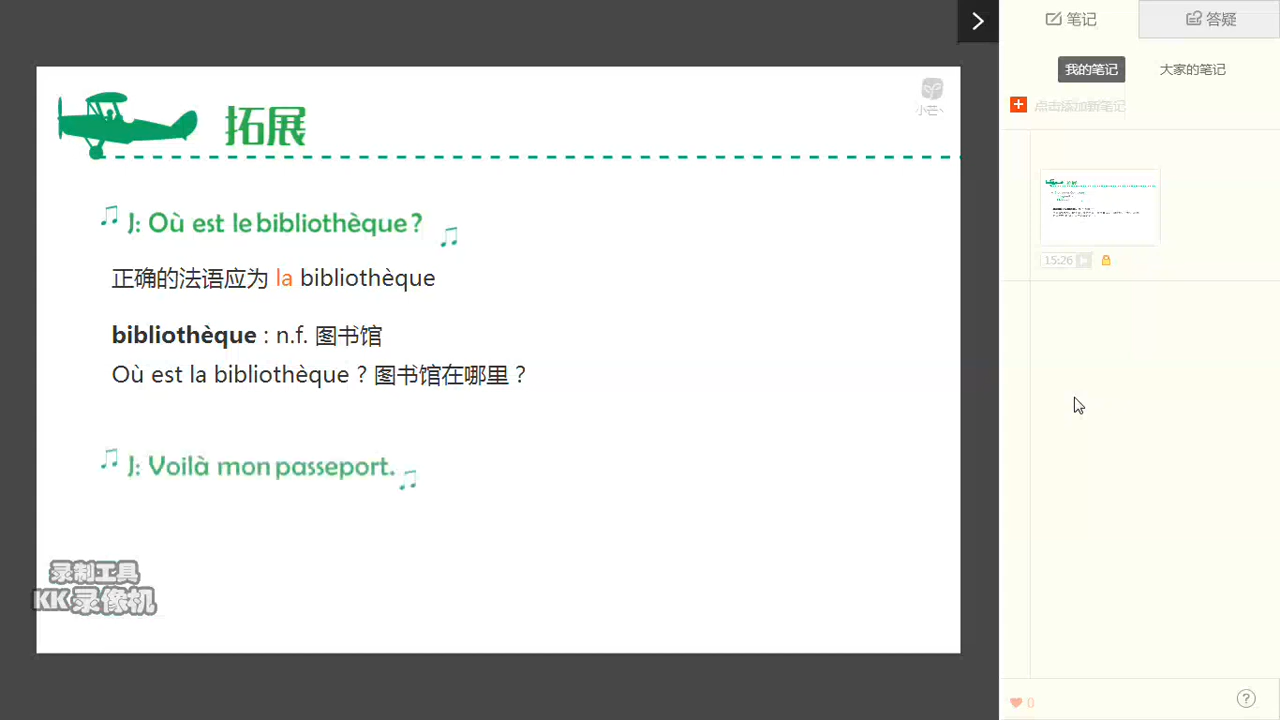 笔记
答疑
我的笔记
大家的笔记
点击添加新笔记
拓展
J: Où est le bibliothèque ?
正确的法语应为 la bibliothèque
bibliothèque : n.f. 图书馆
Où est la bibliothèque ? 图书馆在哪里 ?
J: Voilà mon passeport.
15:26
录制工具
KK 录像机
0
?